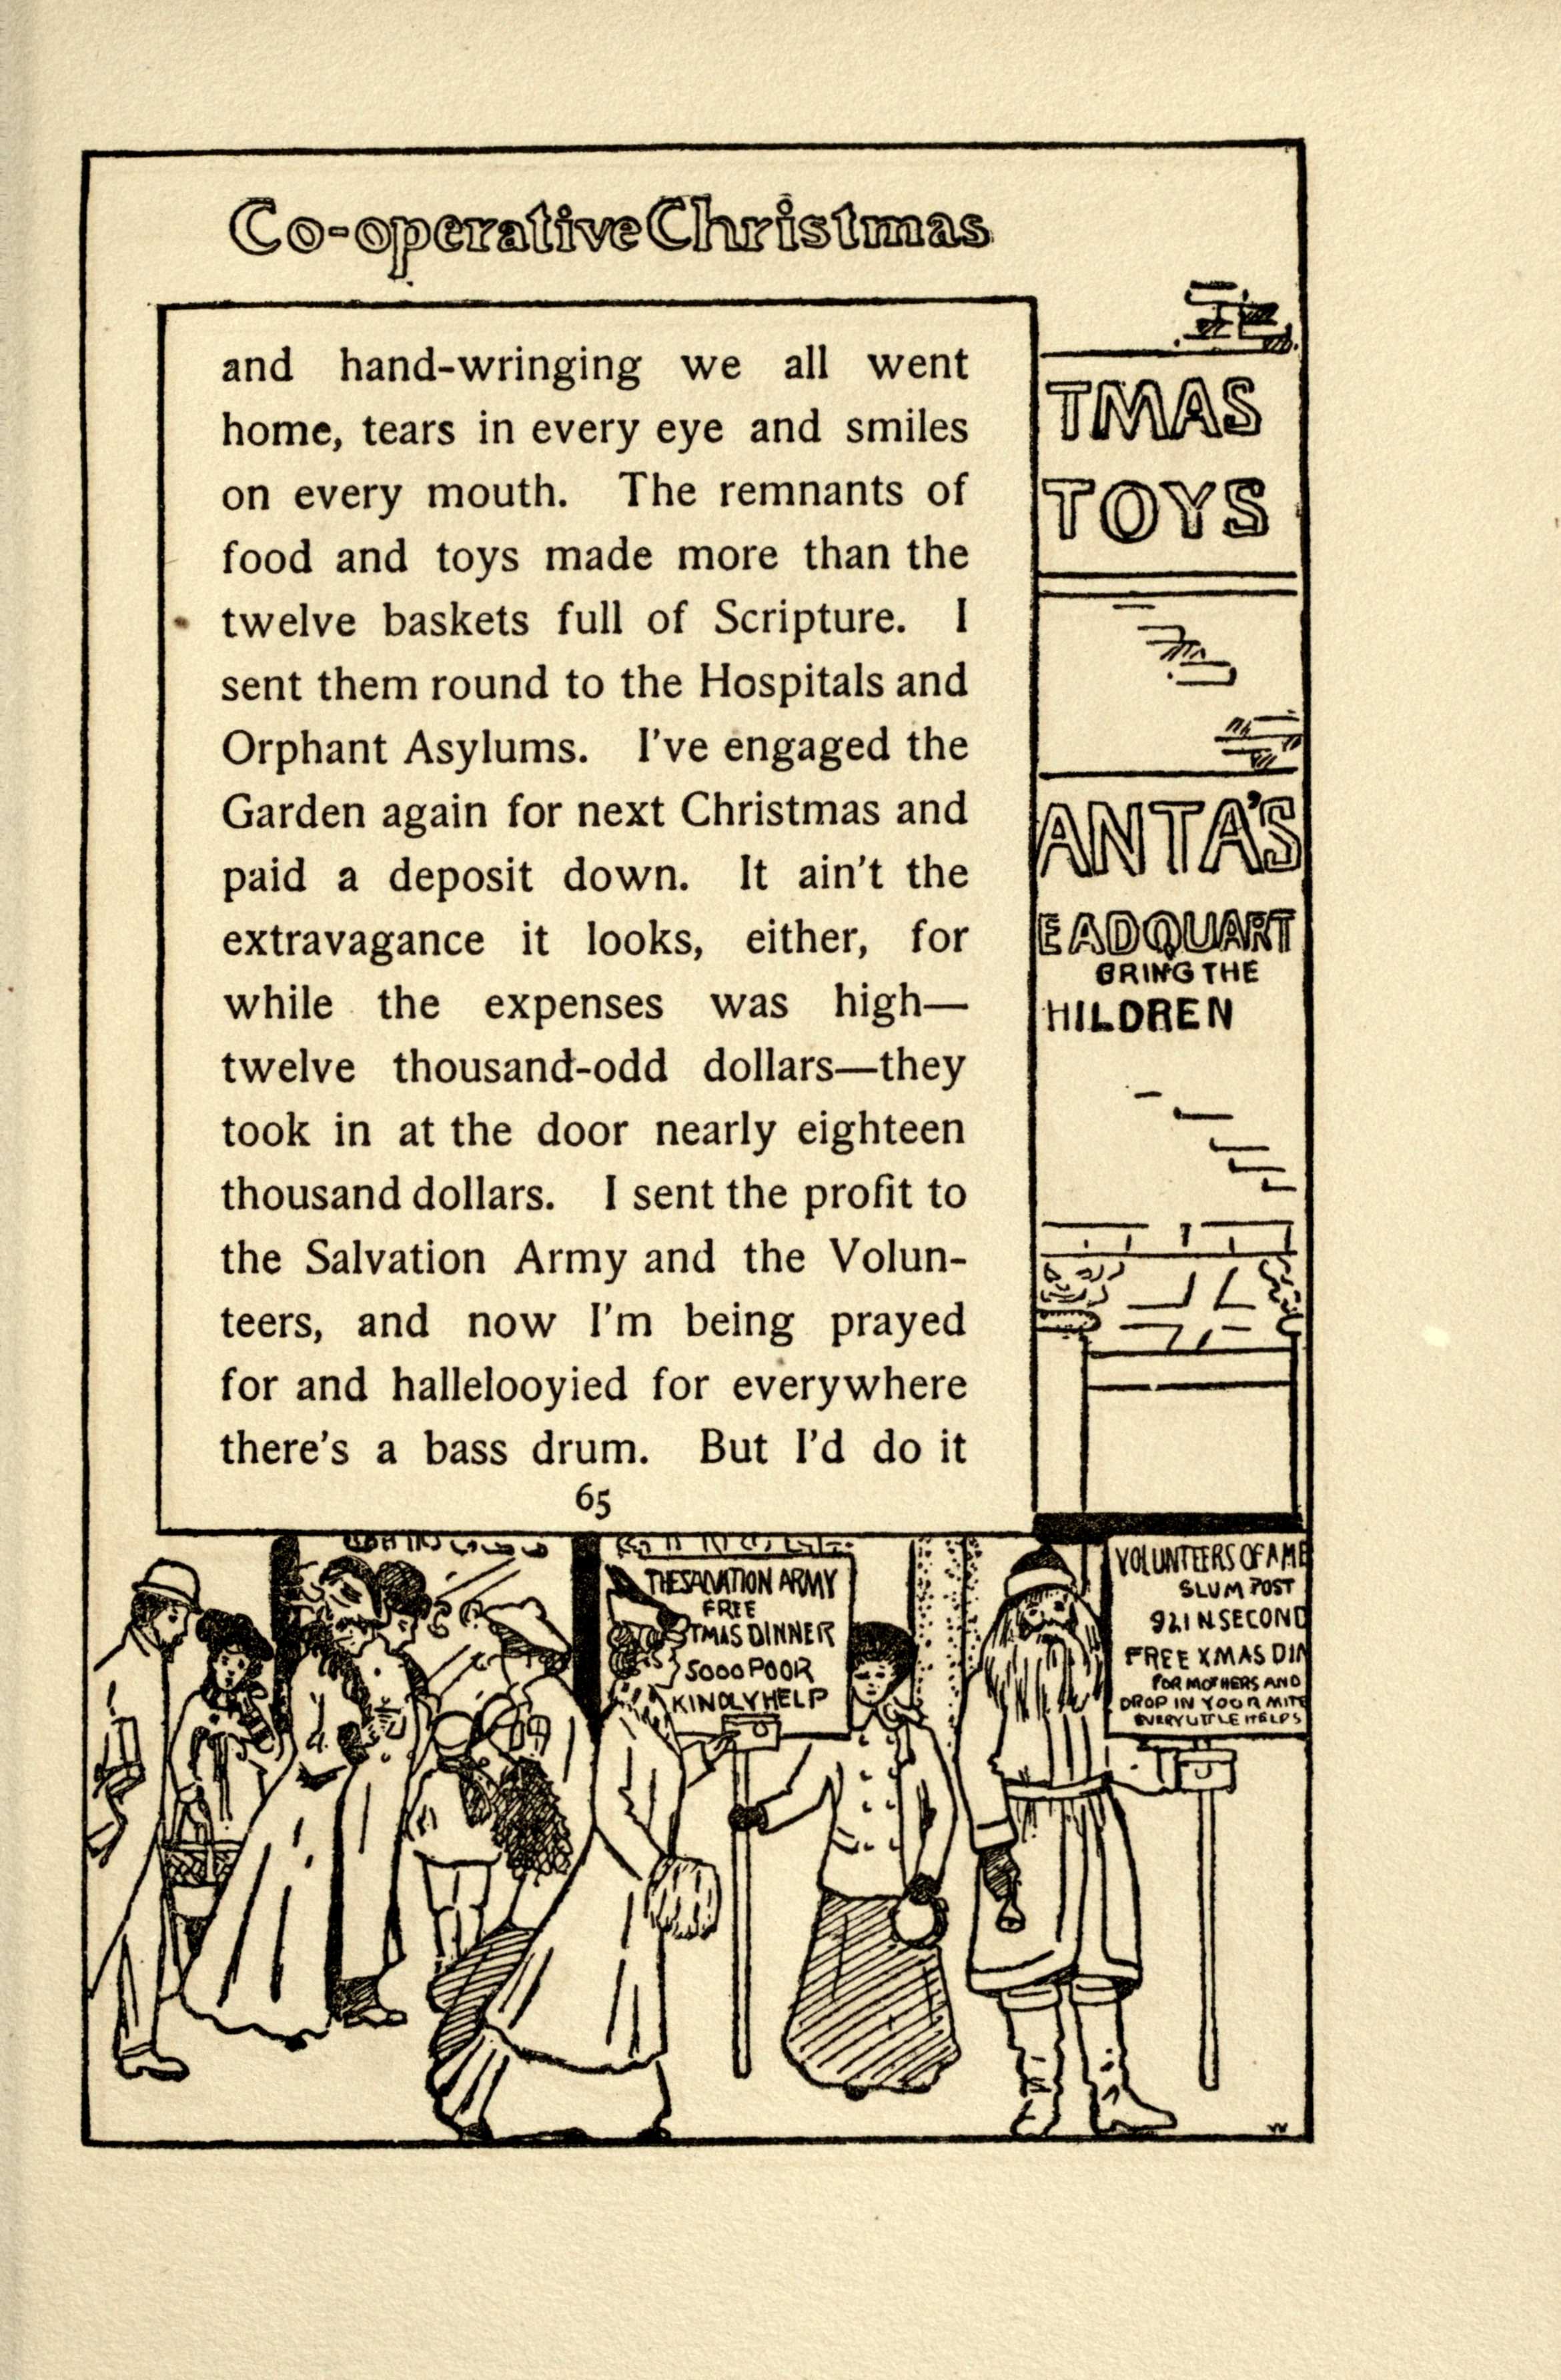 Co-operative Christmas
and hand-wringing we all went
home, tears in every eye and smiles
on every mouth. The remnants of
food and toys made more than the
twelve baskets full of Scripture. I
sent them round to the Hospitals and
Orphant Asylums. I've engaged the
Garden again for next Christmas and
paid a deposit down. It ain't the
extravagance it looks, either, for
while the expenses was high—
twelve thousand-odd dollars—they
took in at the door nearly eighteen
thousand dollars. I sent the profit to
the Salvation Army and the Volun-
teers, and now I'm being prayed
for and hallelooyied for everywhere
there's a bass drum. But I'd do it
65
TMAS
TOYS
ANTA'S
EADQUART
BRING THE
HILDREN
THE SALVATION ARMY
FREE
TMAS DINNER
5000 POOR
KINDLY HELP
VOLUNTEERS OF AME
SLUM POST
921 N SECOND
FREE XMAS DIN
FOR MOTHERS AND
DROP IN YOUR MITE
EVERY LITTLE HELPS